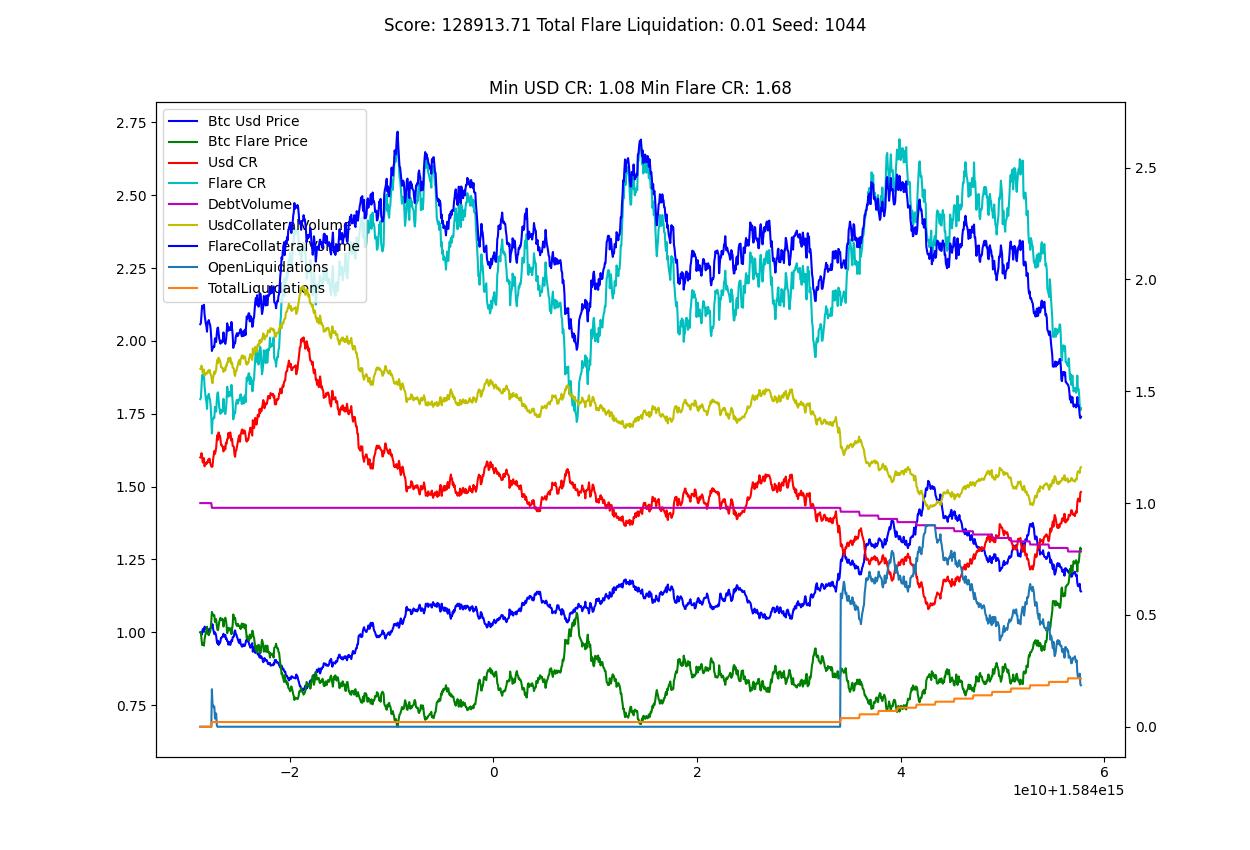 Score: 128913.71 Total Flare Liquidation: 0.01 Seed: 1044
Min USD CR: 1.08 Min Flare CR: 1.68
Btc Usd Price
Btc Flare Price
Usd CR
Flare CR
DebtVolume
UsdCollateralVolume
FlareCollateralVolume
OpenLiquidations
TotalLiquidations
2.75
2.50
2.25
2.00
1.75
1.50
1.25
1.00
0.75
2.5
2.0
1.5
1.0
0.5
0.0
−2
0
2
4
6
1e10+1.584e15